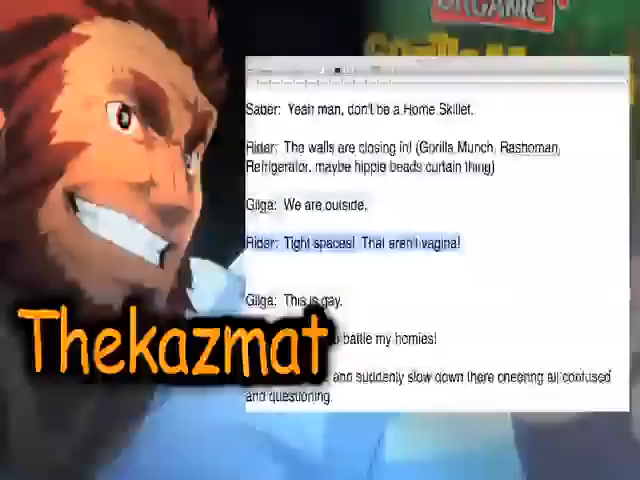 ORGANIC
Gorilla M
Saber: Yeah man, don't be a Home Skillet.
Rider: The walls are closing in! (Gorilla Munch, Rashoman,
Refrigerator, maybe hippie beads curtain thing)
Gilga: We are outside.
Rider: Tight spaces! That aren't vagina!
Gilga: This is gay.
battle my homies!
Thekazmat
and suddenly slow down there cheering all confused
and questioning.